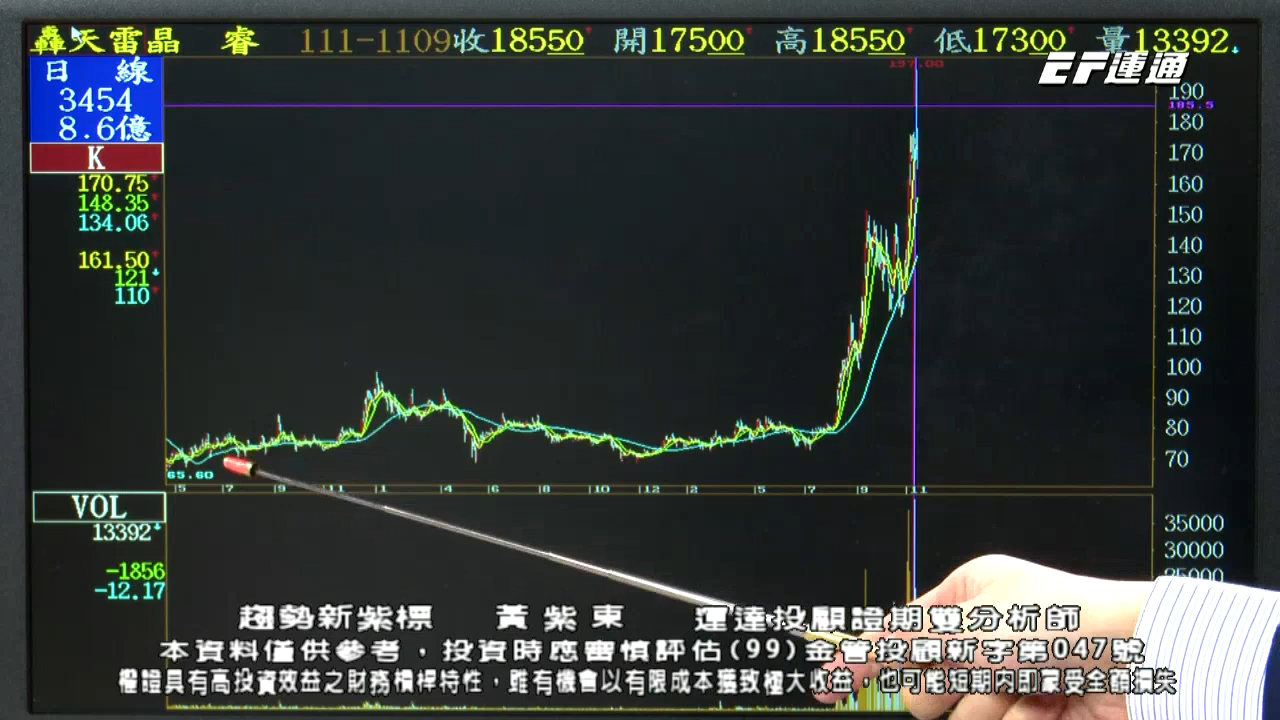 轟天雷晶 睿 111-1109收18550 開17500 高18550 低17300 量13392
EF運通
日 線
3454
8.6億
K
170.75
148.35
134.06
161.50
121
110
197.00
190
185.5
180
170
160
150
140
130
120
110
100
90
80
70
65.60
5 7 9 11 1 4 6 8 10 12 2 5 7 9 11
VOL
13392
-1856
-12.17
35000
30000
25000
趨勢新紫標 黃紫東 運達投顧證期雙分析師
本資料僅供參考，投資時應審慎評估(99)金管投顧新字第047號
權證具有高投資效益之財務槓桿特性，雖有機會以有限成本獲致極大收益，也可能短期內即蒙受全額損失